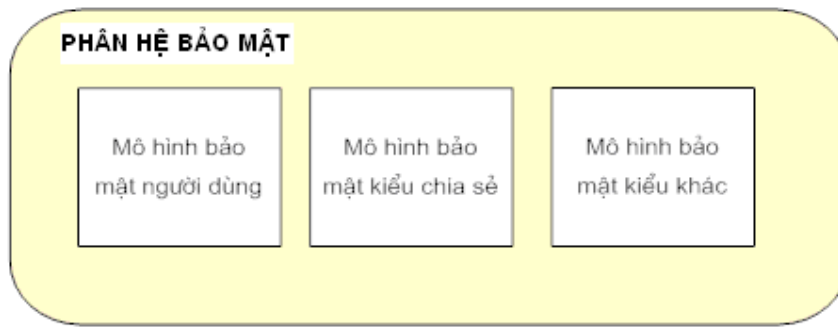 PHÂN HỆ BẢO MẬT
Mô hình bảo
mật người dùng
Mô hình bảo
mật kiểu chia sẻ
Mô hình bảo
mật kiểu khác